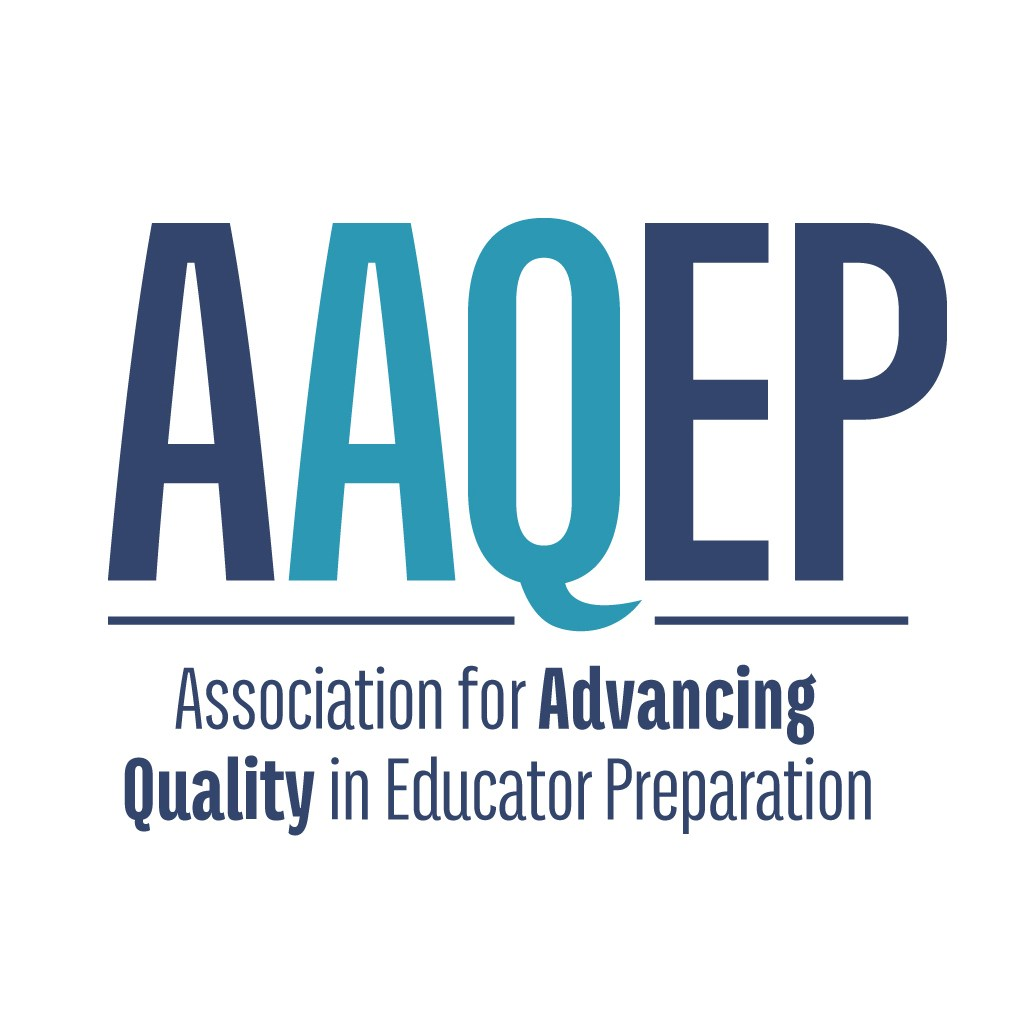 AAQEP
Association for Advancing
Quality in Educator Preparation